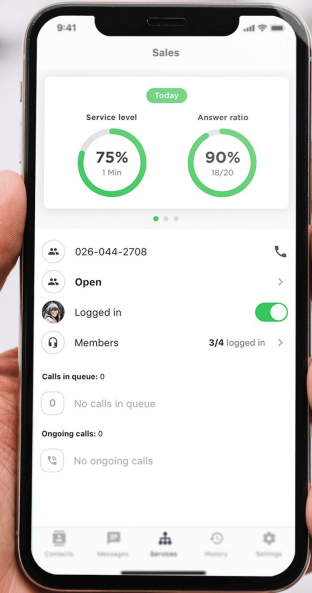 9:41
Sales
Today
Service level
Answer ratio
75%
1 Min
90%
18/20
026-044-2708
Open
Logged in
Members
3/4 logged in
Calls in queue: 0
0
No calls in queue
Ongoing calls: 0
No ongoing calls
Contacts
Messages
Services
History
Settings